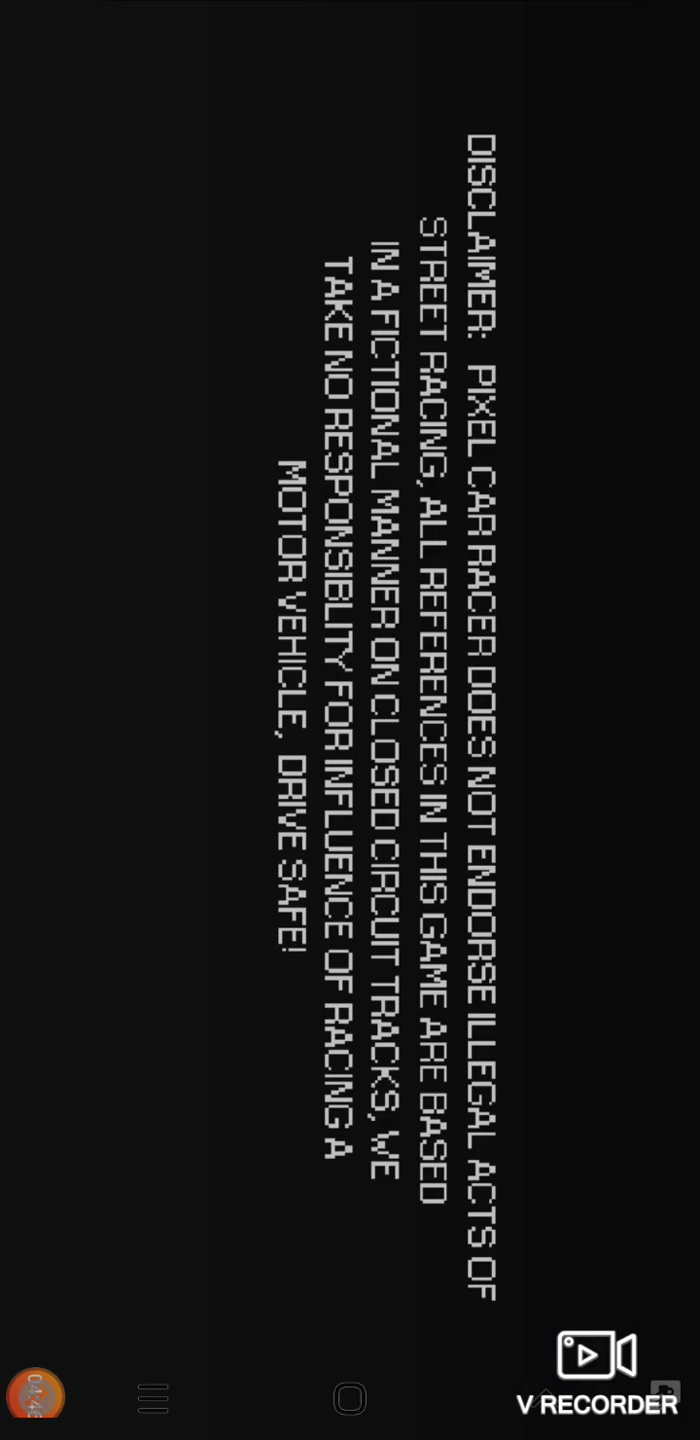 DISCLAIMER: PIXEL CAR RACER DOES NOT ENDORSE ILLEGAL ACTS OF
STREET RACING, ALL REFERENCES IN THIS GAME ARE BASED
IN A FICTIONAL MANNER ON CLOSED CIRCUIT TRACKS, WE
TAKE NO RESPONSIBLITY FOR INFLUENCE OF RACING A
MOTOR VEHICLE, DRIVE SAFE!
V RECORDER